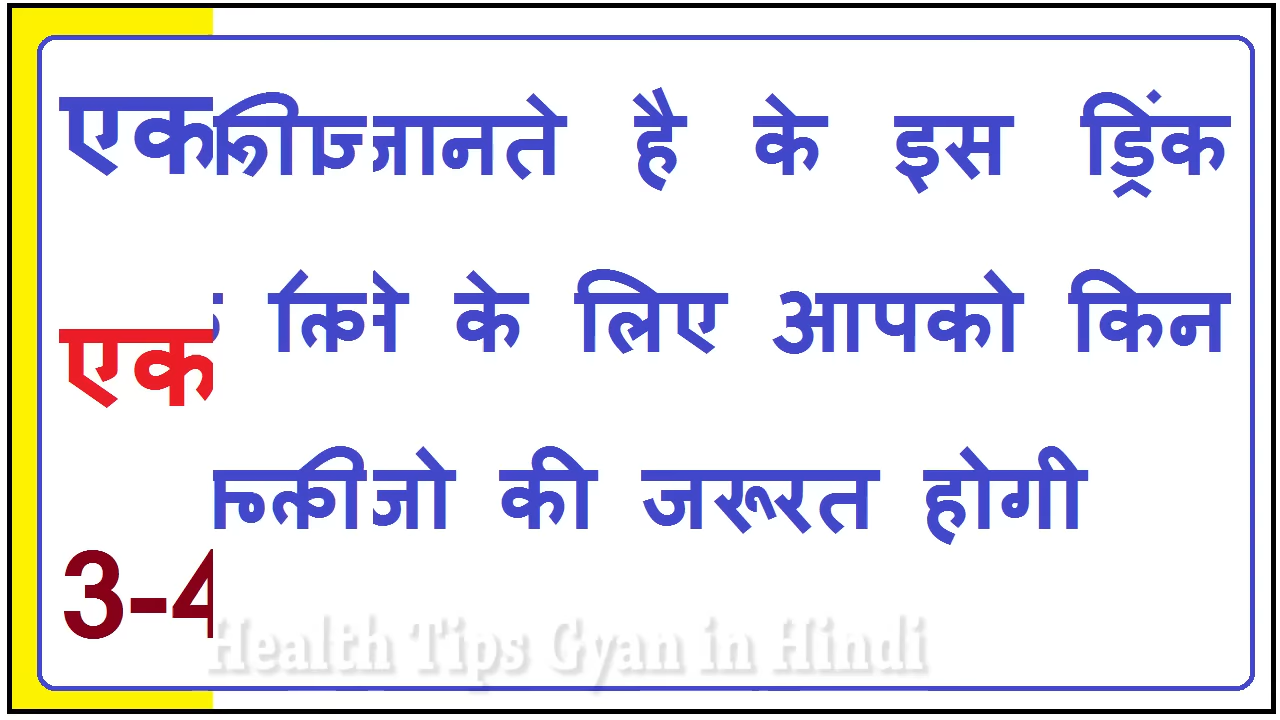 एक जानते है के इस ड्रिंक
के लिए आपको किन
एक
की जरूरत होगी
3-4
Health Tips Gyan in Hindi